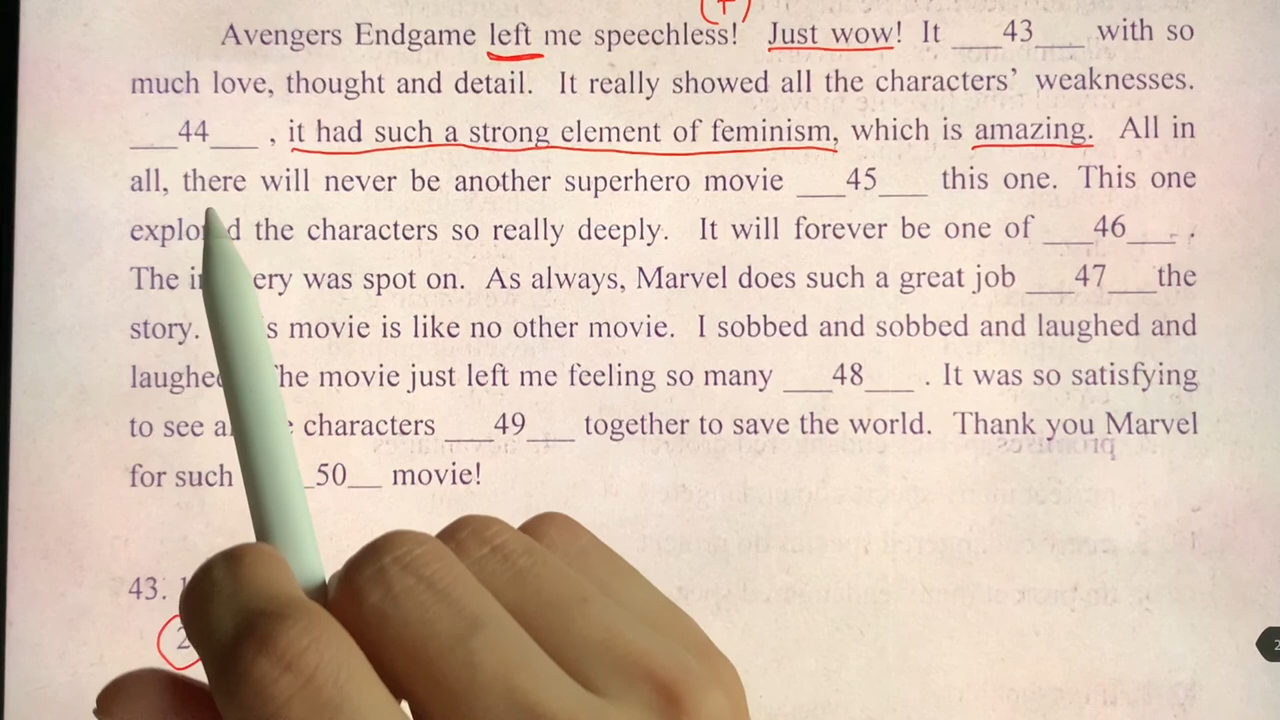 (+)
Avengers Endgame left me speechless! Just wow! It ___43___ with so
much love, thought and detail. It really showed all the characters' weaknesses.
___44___ , it had such a strong element of feminism, which is amazing. All in
all, there will never be another superhero movie ___45___ this one. This one
the characters so really deeply. It will forever be one of ___46___ .
The was spot on. As always, Marvel does such a great job ___47___ the
story. movie is like no other movie. I sobbed and sobbed and laughed and
The movie just left me feeling so many ___48___ . It was so satisfying
to see characters ___49___ together to save the world. Thank you Marvel
for such _50__ movie!
43.
2
2